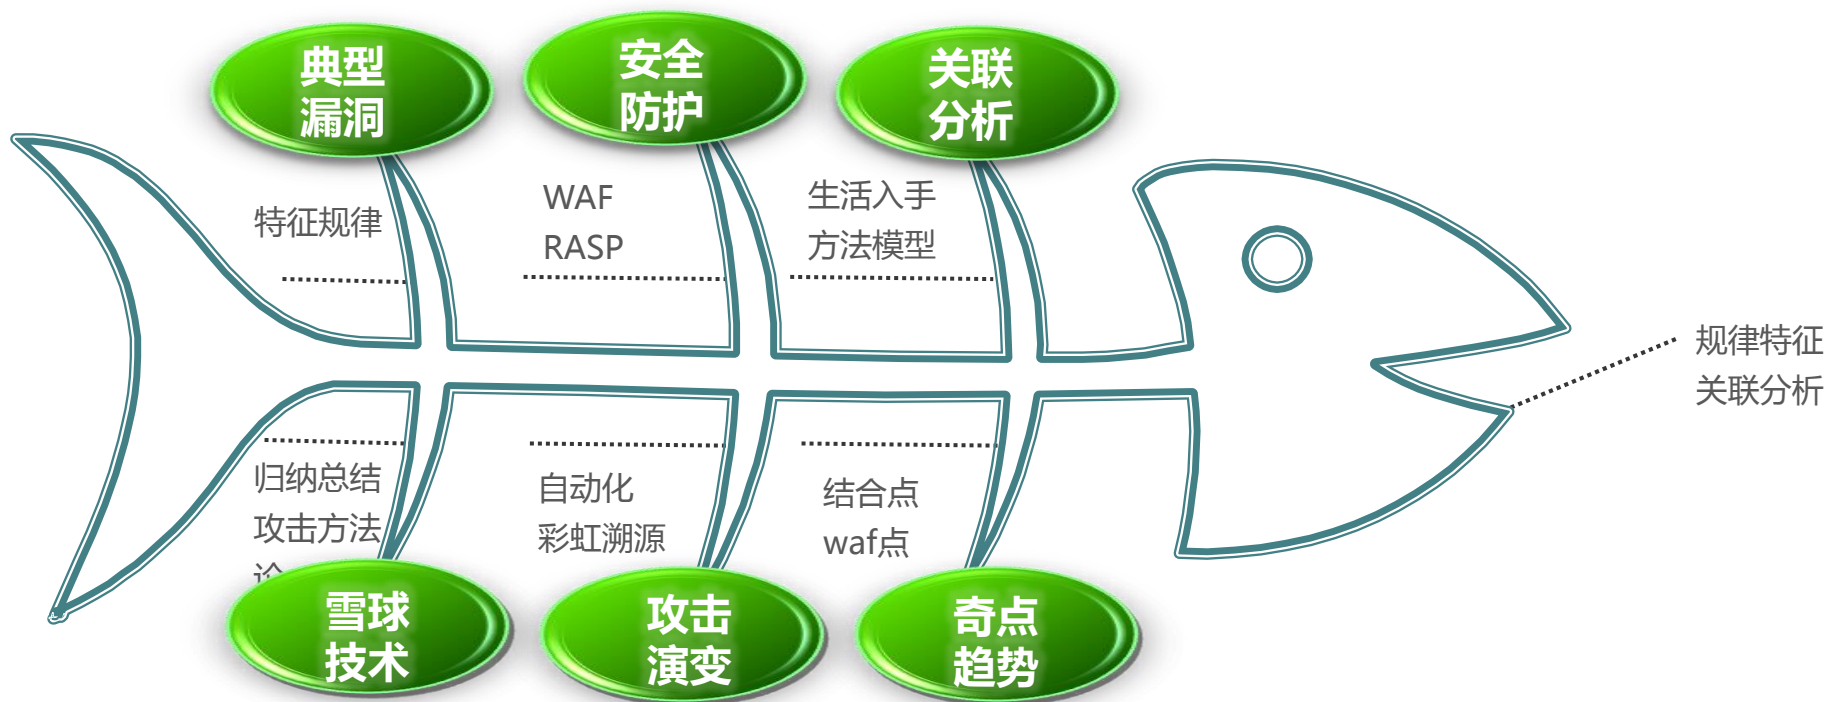 典型
漏洞
安全
防护
关联
分析
特征规律
WAF
RASP
生活入手
方法模型
规律特征
关联分析
归纳总结
攻击方法
论
自动化
彩虹溯源
结合点
waf点
雪球
技术
攻击
演变
奇点
趋势